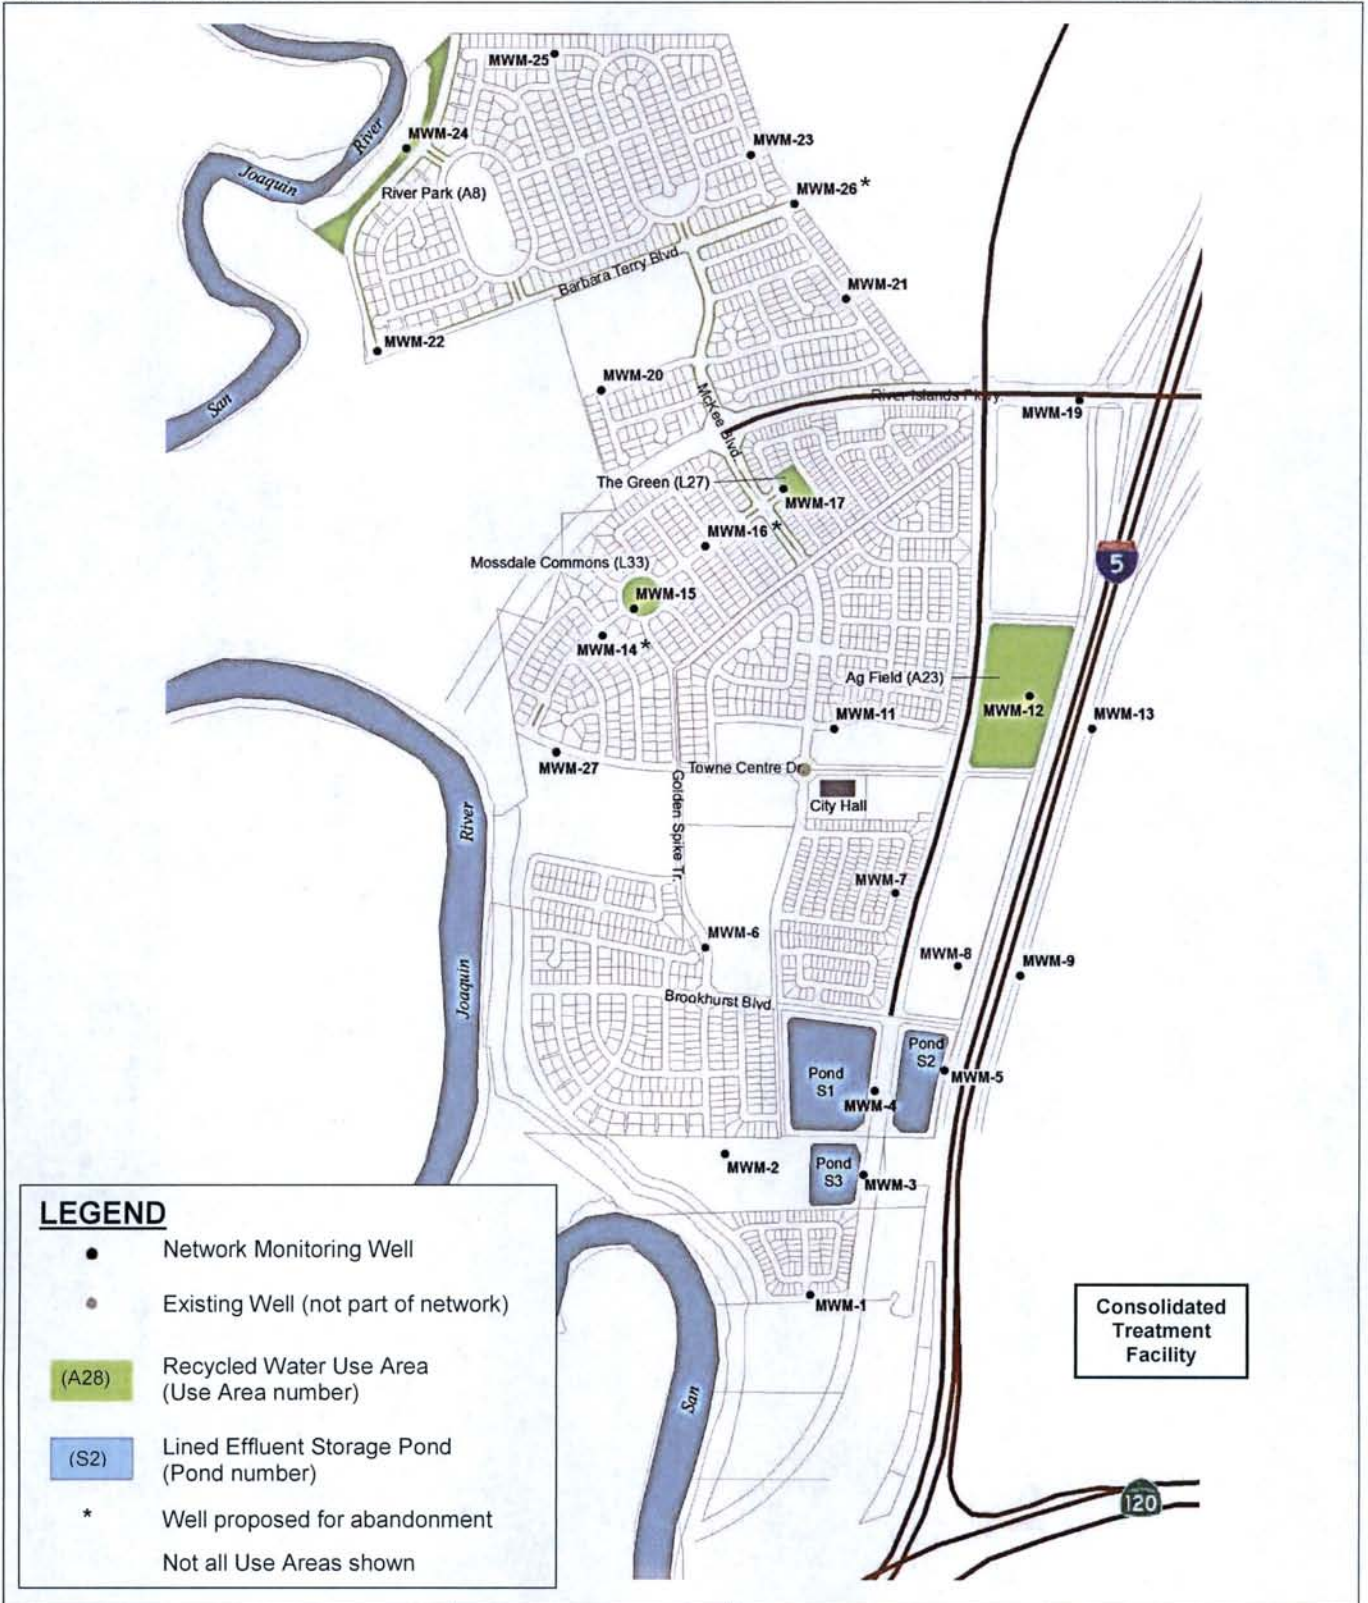 MWM-25
MWM-24
River
MWM-23
Joaquin
River Park (A8)
MWM-26*
Barbara Terry Blvd.
MWM-21
MWM-22
MWM-20
San
McKee Blvd.
River Islands Pkwy.
MWM-19
The Green (L27)
MWM-17
MWM-16*
Mossdale Commons (L33)
5
MWM-15
MWM-14*
Ag Field (A23)
MWM-12
MWM-11
MWM-13
MWM-27
Towne Centre Dr.
City Hall
Golden Spike Tr.
River
MWM-7
MWM-6
MWM-8
MWM-9
Joaquin
Brookhurst Blvd.
Pond
S1
Pond
S2
MWM-5
MWM-4
MWM-2
Pond
S3
MWM-3
MWM-1
San
Consolidated
Treatment
Facility
120
LEGEND
Network Monitoring Well
Existing Well (not part of network)
(A28)
Recycled Water Use Area
(Use Area number)
(S2)
Lined Effluent Storage Pond
(Pond number)
* Well proposed for abandonment
Not all Use Areas shown